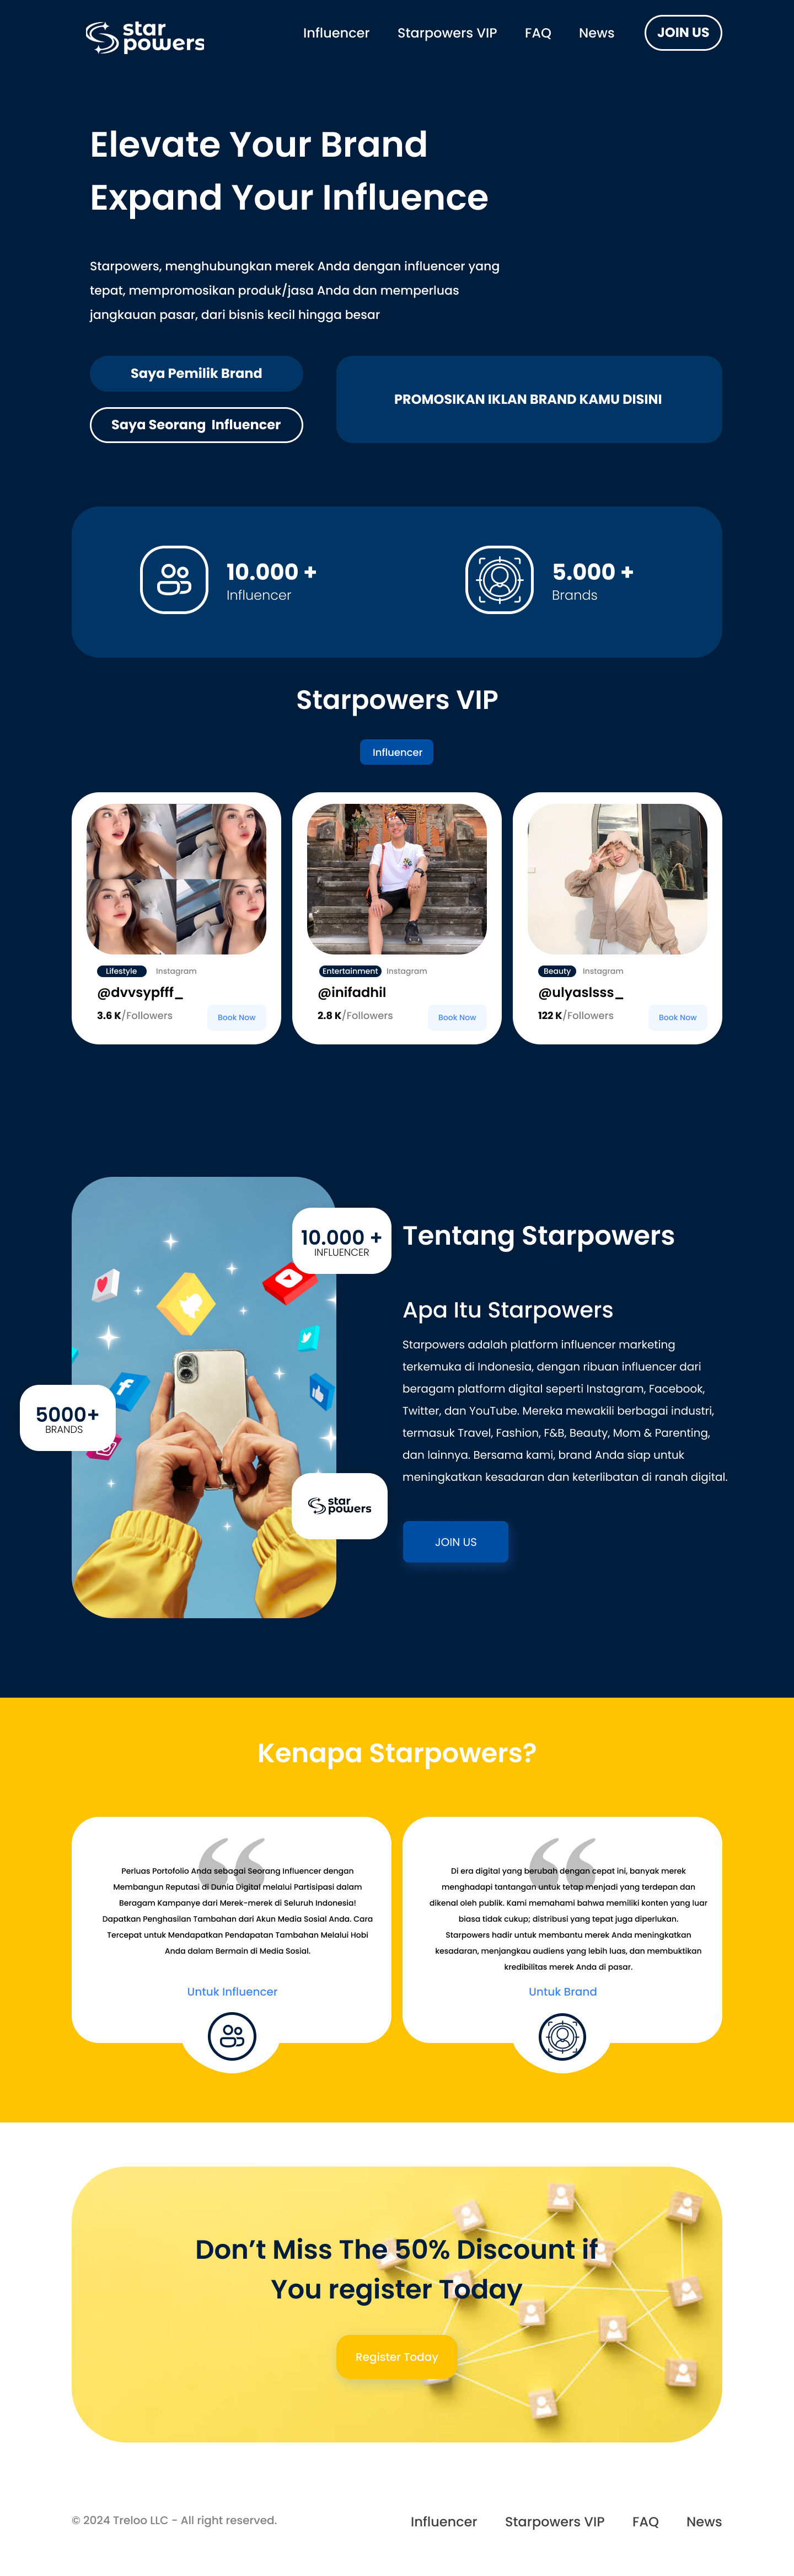 star
powers
Influencer Starpowers VIP FAQ News JOIN US
Elevate Your Brand
Expand Your Influence
Starpowers, menghubungkan merek Anda dengan influencer yang
tepat, mempromosikan produk/jasa Anda dan memperluas
jangkauan pasar, dari bisnis kecil hingga besar
Saya Pemilik Brand
Saya Seorang Influencer
PROMOSIKAN IKLAN BRAND KAMU DISINI
10.000 +
Influencer
5.000 +
Brands
Starpowers VIP
Influencer
Lifestyle Instagram
@dvvsypfff_
3.6 K/Followers
Book Now
Entertainment Instagram
@inifadhil
2.8 K/Followers
Book Now
Beauty Instagram
@ulyaslsss_
122 K/Followers
Book Now
10.000 +
INFLUENCER
5000+
BRANDS
star
powers
Tentang Starpowers
Apa Itu Starpowers
Starpowers adalah platform influencer marketing
terkemuka di Indonesia, dengan ribuan influencer dari
beragam platform digital seperti Instagram, Facebook,
Twitter, dan YouTube. Mereka mewakili berbagai industri,
termasuk Travel, Fashion, F&B, Beauty, Mom & Parenting,
dan lainnya. Bersama kami, brand Anda siap untuk
meningkatkan kesadaran dan keterlibatan di ranah digital.
JOIN US
Kenapa Starpowers?
“
Perluas Portofolio Anda sebagai Seorang Influencer dengan
Membangun Reputasi di Dunia Digital melalui Partisipasi dalam
Beragam Kampanye dari Merek-merek di Seluruh Indonesia!
Dapatkan Penghasilan Tambahan dari Akun Media Sosial Anda. Cara
Tercepat untuk Mendapatkan Pendapatan Tambahan Melalui Hobi
Anda dalam Bermain di Media Sosial.
Untuk Influencer
“
Di era digital yang berubah dengan cepat ini, banyak merek
menghadapi tantangan untuk tetap menjadi yang terdepan dan
dikenal oleh publik. Kami memahami bahwa memiliki konten yang luar
biasa tidak cukup; distribusi yang tepat juga diperlukan.
Starpowers hadir untuk membantu merek Anda meningkatkan
kesadaran, menjangkau audiens yang lebih luas, dan membuktikan
kredibilitas merek Anda di pasar.
Untuk Brand
Don’t Miss The 50% Discount if
You register Today
Register Today
© 2024 Treloo LLC - All right reserved.
Influencer Starpowers VIP FAQ News